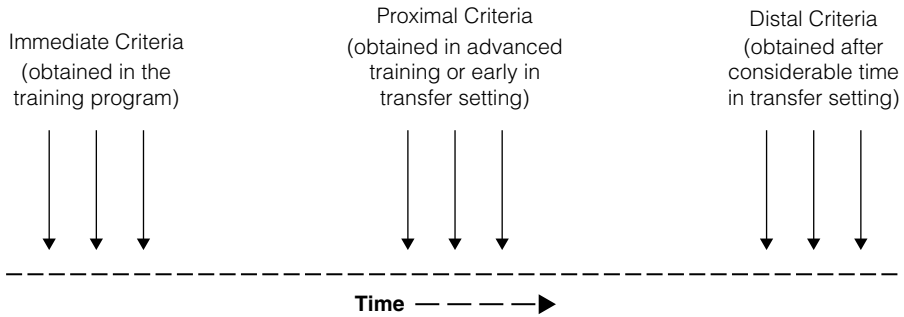 Immediate Criteria
(obtained in the
training program)
Proximal Criteria
(obtained in advanced
training or early in
transfer setting)
Distal Criteria
(obtained after
considerable time
in transfer setting)
Time